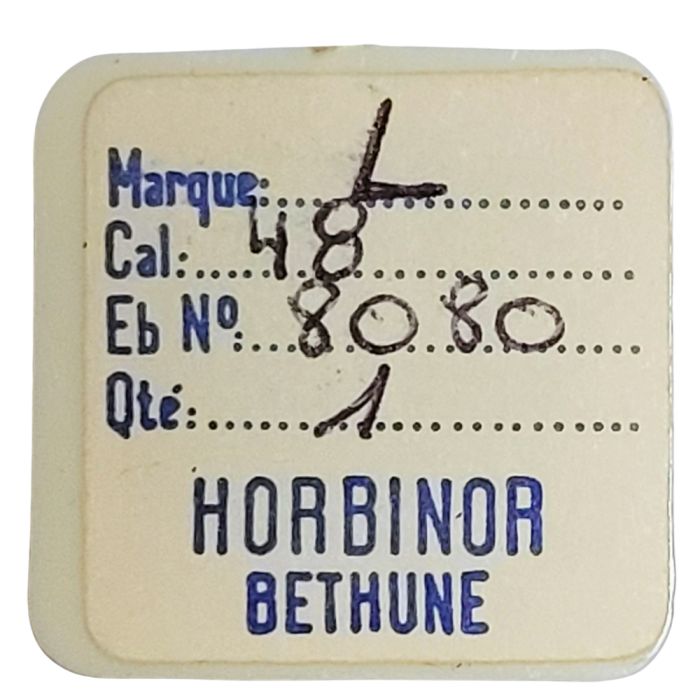 Marque: L
Cal: 48
Eb Nº: 8080
Qté: 1
HORBINOR
BETHUNE